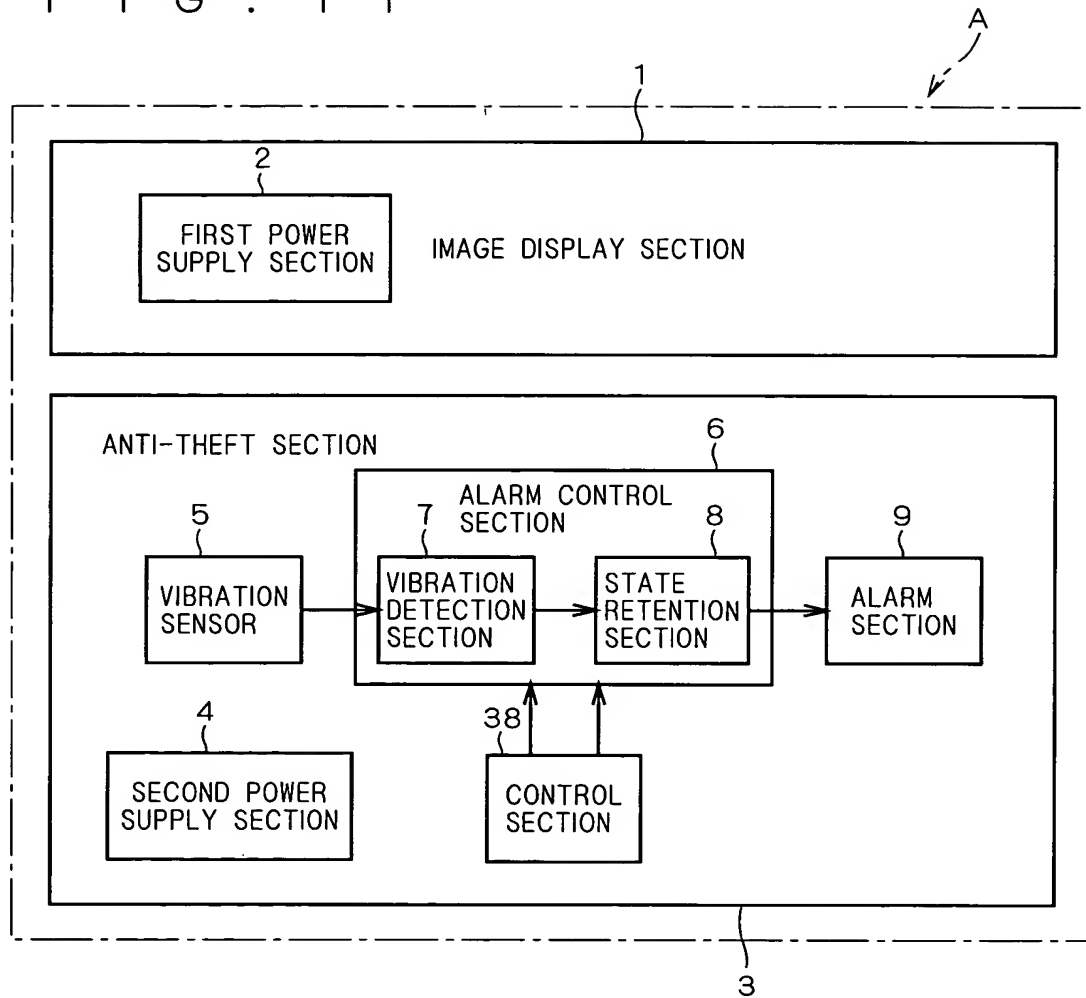 FIG. 11
A
1
2
FIRST POWER
SUPPLY SECTION
IMAGE DISPLAY SECTION
ANTI-THEFT SECTION
6
ALARM CONTROL
SECTION
5
7
8
9
VIBRATION
SENSOR
VIBRATION
DETECTION
SECTION
STATE
RETENTION
SECTION
ALARM
SECTION
4
38
SECOND POWER
SUPPLY SECTION
CONTROL
SECTION
3